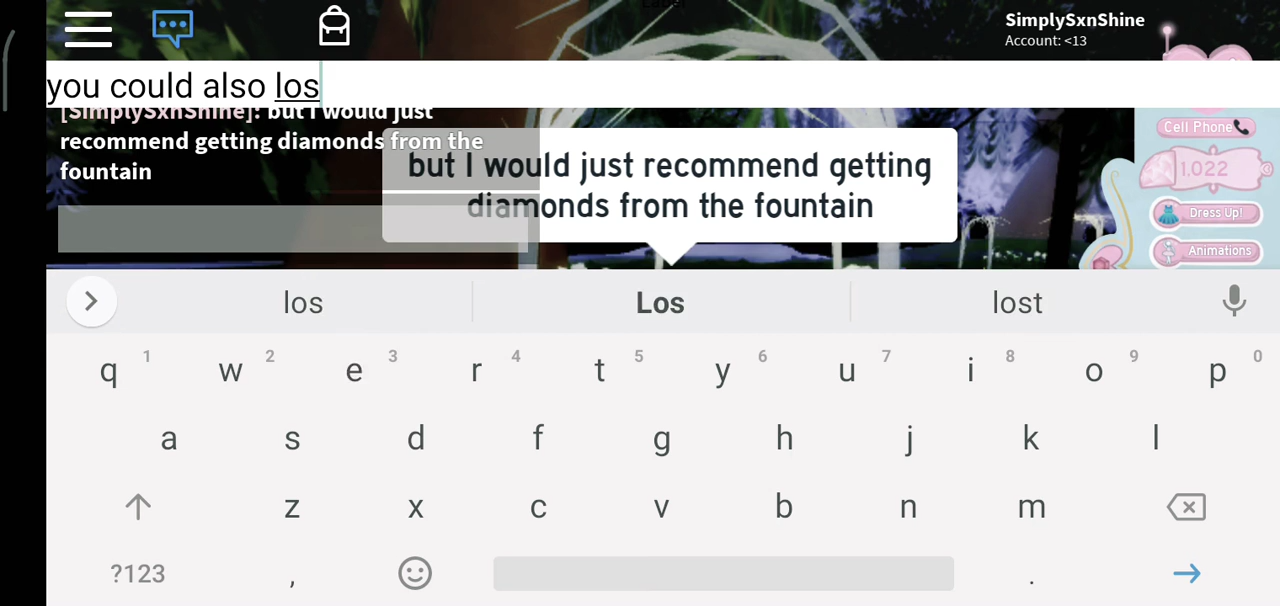 SimplySxnShine
Account: <13
you could also los
[SimplySxnShine]: but I would just
recommend getting diamonds from the
fountain
but I would just recommend getting
diamonds from the fountain
Cell Phone
1,022
Dress Up!
Animations
los
Los
lost
q 1 w 2 e 3 r 4 t 5 y 6 u 7 i 8 o 9 p 0
a s d f g h j k l
z x c v b n m
?123 , .